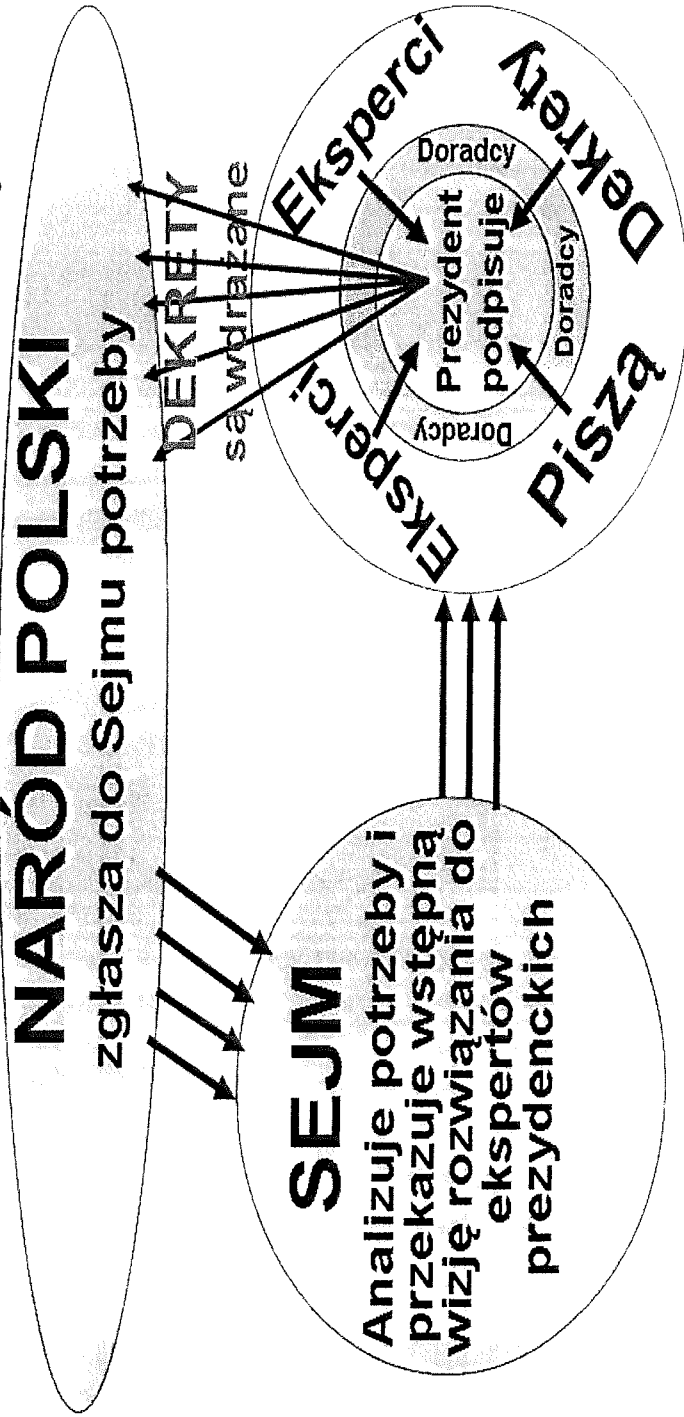 NARÓD POLSKI
zgłasza do Sejmu potrzeby
DEKRETY
są wdrażane
SEJM
Analizuje potrzeby i
przekazuje wstępną
wizję rozwiązania do
ekspertów
prezydenckich
Eksperci
Eksperci
Piszą
Dekrety
Doradcy
Doradcy
Doradcy
Prezydent
podpisuje